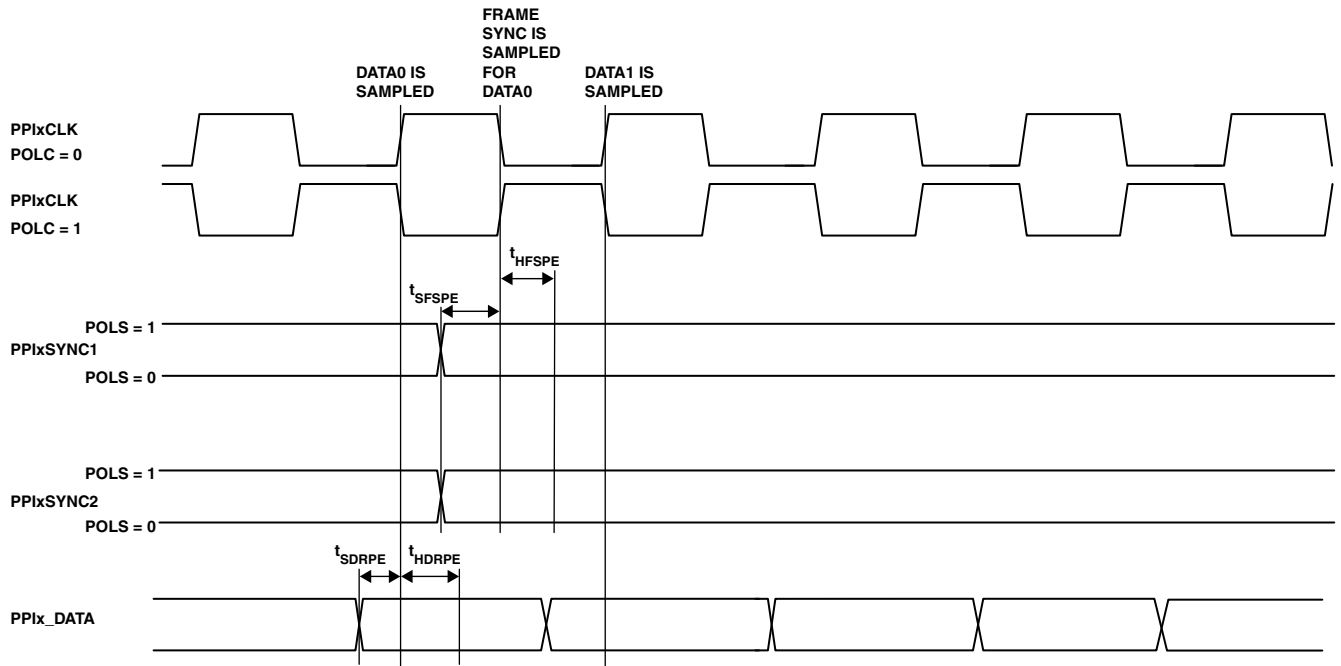 FRAME
SYNC IS
SAMPLED
FOR
DATA0
DATA0 IS
SAMPLED
DATA1 IS
SAMPLED
PPIxCLK
POLC = 0
PPIxCLK
POLC = 1
tHFSPE
tSFSPE
POLS = 1
PPIxSYNC1
POLS = 0
POLS = 1
PPIxSYNC2
POLS = 0
tSDRPE
tHDRPE
PPIx_DATA